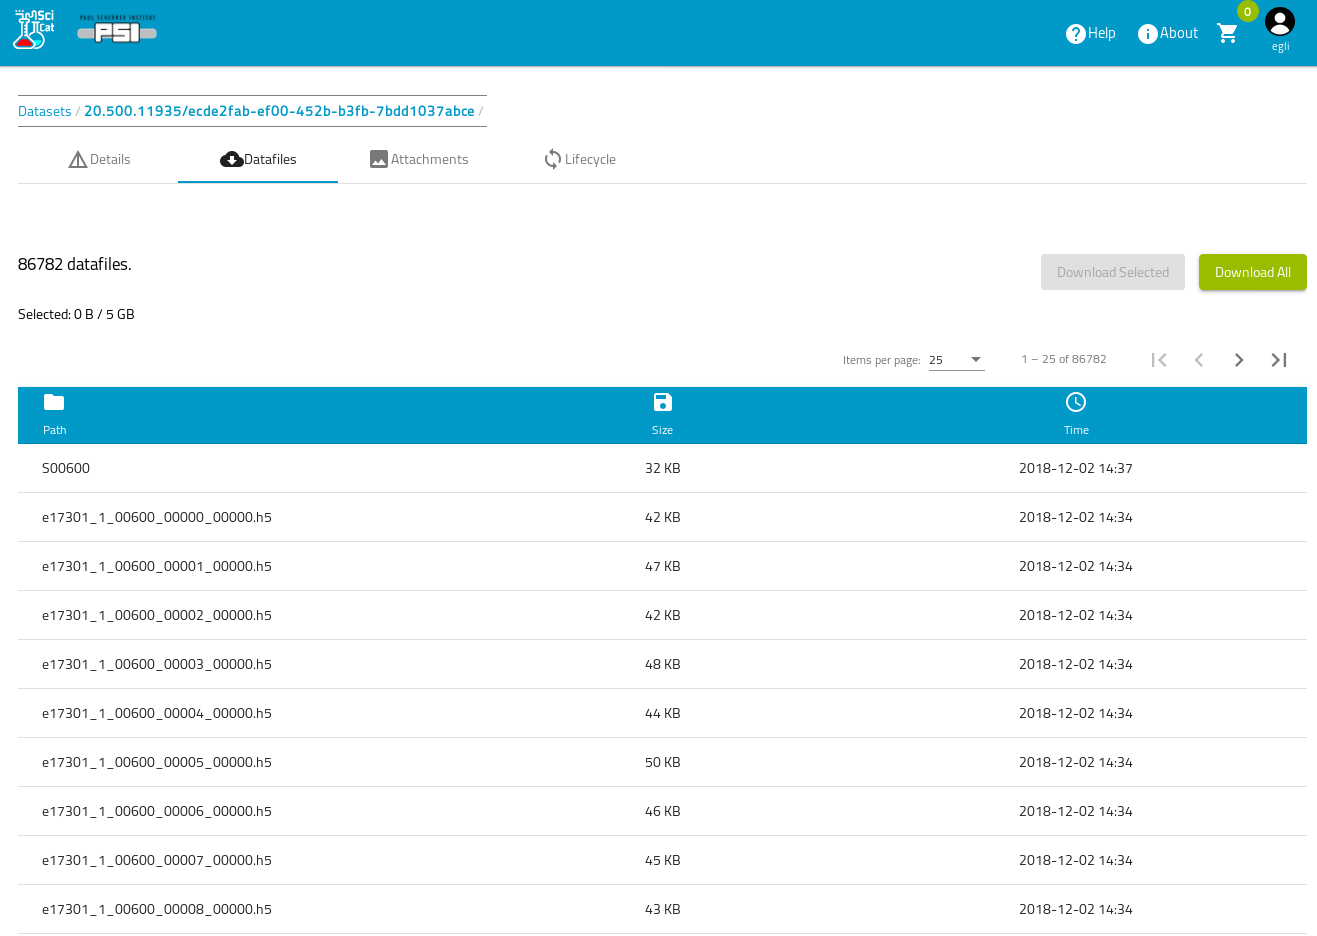 Sci
Cat
PAUL SCHERRER INSTITUT
PSI
Help
About
0
egli
Datasets / 20.500.11935/ecde2fab-ef00-452b-b3fb-7bdd1037abce /
Details Datafiles Attachments Lifecycle
86782 datafiles.
Download Selected Download All
Selected: 0 B / 5 GB
Items per page: 25 1 – 25 of 86782
Path Size Time
S00600 32 KB 2018-12-02 14:37
e17301_1_00600_00000_00000.h5 42 KB 2018-12-02 14:34
e17301_1_00600_00001_00000.h5 47 KB 2018-12-02 14:34
e17301_1_00600_00002_00000.h5 42 KB 2018-12-02 14:34
e17301_1_00600_00003_00000.h5 48 KB 2018-12-02 14:34
e17301_1_00600_00004_00000.h5 44 KB 2018-12-02 14:34
e17301_1_00600_00005_00000.h5 50 KB 2018-12-02 14:34
e17301_1_00600_00006_00000.h5 46 KB 2018-12-02 14:34
e17301_1_00600_00007_00000.h5 45 KB 2018-12-02 14:34
e17301_1_00600_00008_00000.h5 43 KB 2018-12-02 14:34